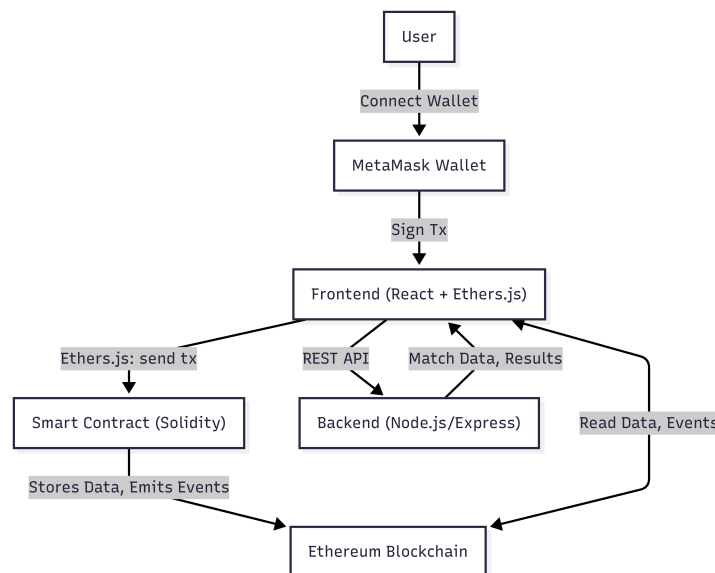 User
Connect Wallet
MetaMask Wallet
Sign Tx
Frontend (React + Ethers.js)
Ethers.js: send tx
REST API
Match Data, Results
Smart Contract (Solidity)
Backend (Node.js/Express)
Read Data, Events
Stores Data, Emits Events
Ethereum Blockchain